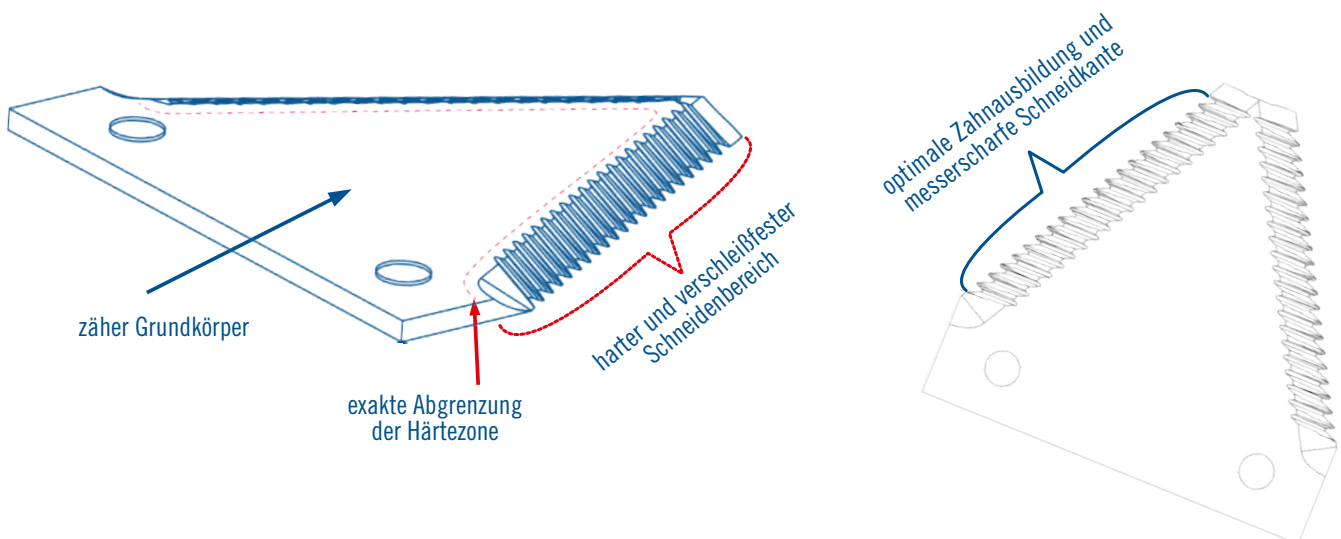 zäher Grundkörper
exakte Abgrenzung
der Härtezone
harter und verschleißfester
Schneidenbereich
optimale Zahnausbildung und
messerscharfe Schneidkante